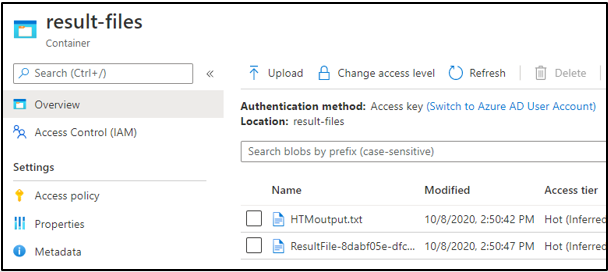 result-files
Container
Search (Ctrl+/)
«
Overview
Access Control (IAM)
Settings
Access policy
Properties
Metadata
Upload Change access level Refresh Delete
Authentication method: Access key (Switch to Azure AD User Account)
Location: result-files
Search blobs by prefix (case-sensitive)
Name Modified Access tier
HTMoutput.txt 10/8/2020, 2:50:42 PM Hot (Inferred
ResultFile-8dabf05e-dfc... 10/8/2020, 2:50:47 PM Hot (Inferred